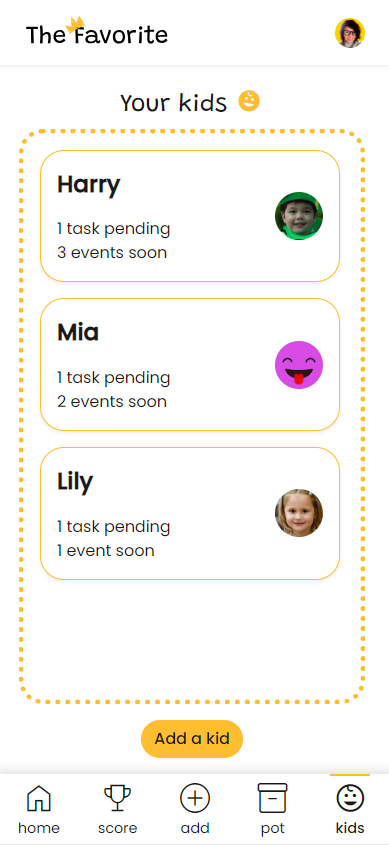 The Favorite
Your kids
Harry
1 task pending
3 events soon
Mia
1 task pending
2 events soon
Lily
1 task pending
1 event soon
Add a kid
home score add pot kids